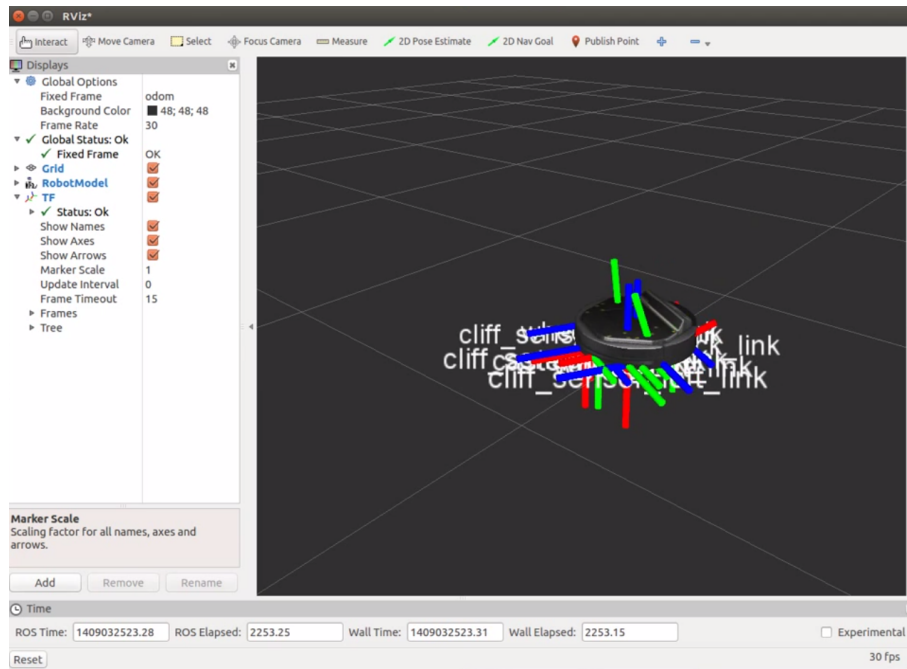 RViz*
Interact Move Camera Select Focus Camera Measure 2D Pose Estimate 2D Nav Goal Publish Point
Displays
Global Options
Fixed Frame odom
Background Color 48; 48; 48
Frame Rate 30
Global Status: Ok
Fixed Frame OK
Grid
RobotModel
TF
Status: Ok
Show Names
Show Axes
Show Arrows
Marker Scale 1
Update Interval 0
Frame Timeout 15
Frames
Tree
Marker Scale
Scaling factor for all names, axes and
arrows.
Add Remove Rename
Time
ROS Time: 1409032523.28 ROS Elapsed: 2253.25 Wall Time: 1409032523.31 Wall Elapsed: 2253.15 Experimental
Reset 30 fps